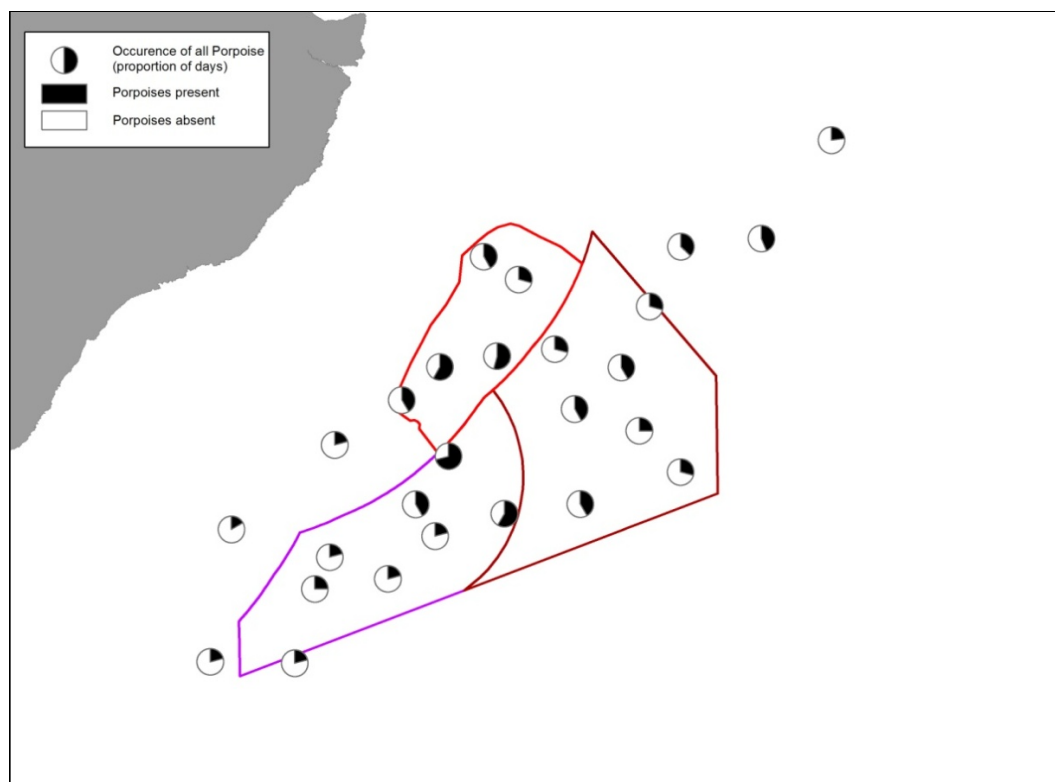 Occurence of all Porpoise
(proportion of days)
Porpoises present
Porpoises absent